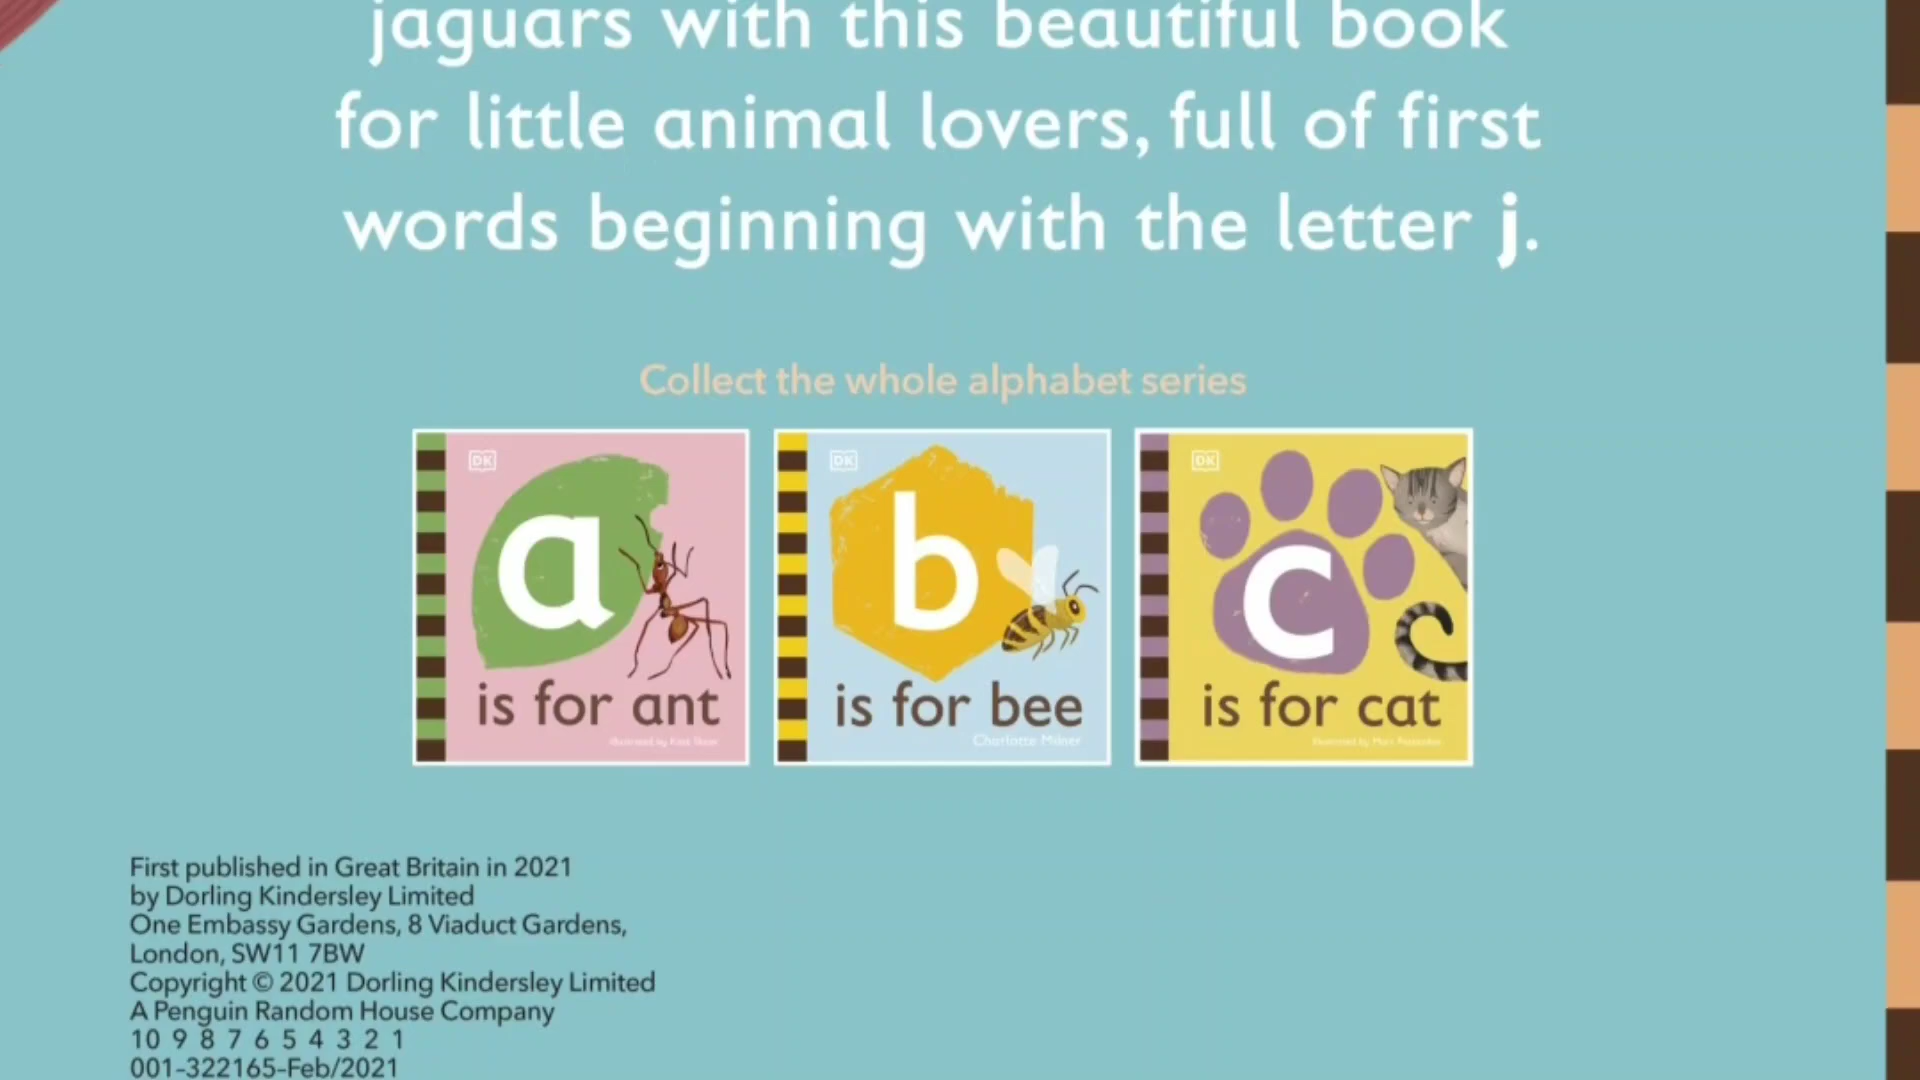 jaguars with this beautiful book
for little animal lovers, full of first
words beginning with the letter j.
Collect the whole alphabet series
DK
a
is for ant
DK
b
is for bee
Charlotte Milner
DK
c
is for cat
First published in Great Britain in 2021
by Dorling Kindersley Limited
One Embassy Gardens, 8 Viaduct Gardens,
London, SW11 7BW
Copyright © 2021 Dorling Kindersley Limited
A Penguin Random House Company
10 9 8 7 6 5 4 3 2 1
001-322165-Feb/2021